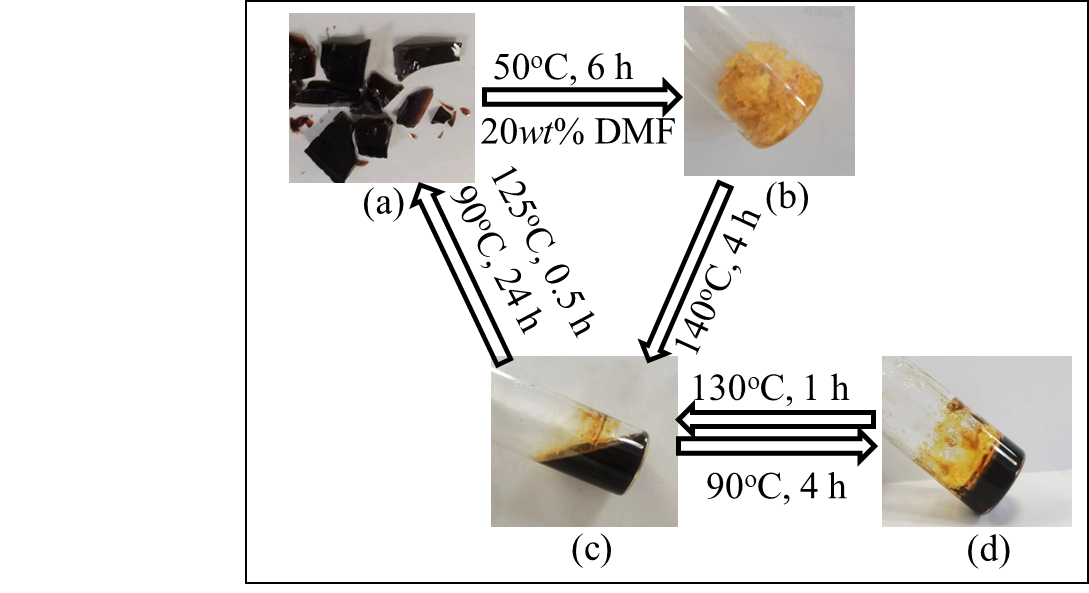 50°C, 6 h
20wt% DMF
(a)
(b)
125°C, 0.5 h
90°C, 24 h
140°C, 4 h
130°C, 1 h
90°C, 4 h
(c)
(d)